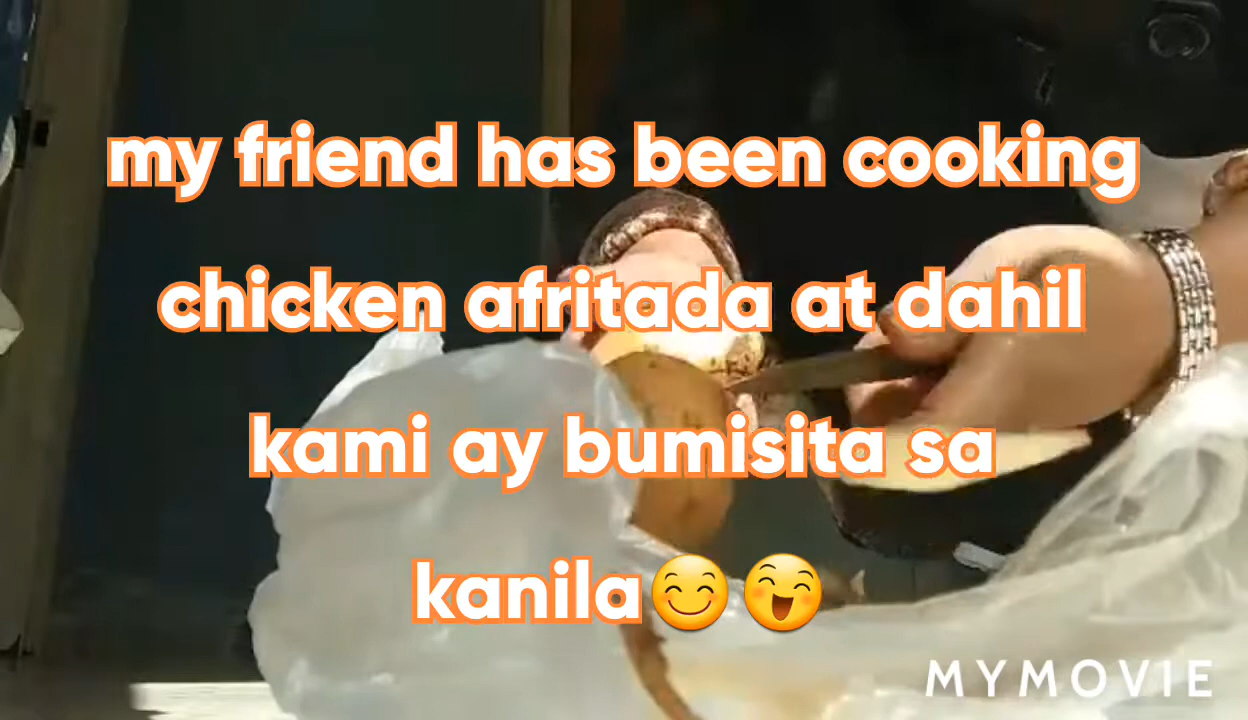 my friend has been cooking
chicken afritada at dahil
kami ay bumisita sa
kanila😊😄
MYMOVIE